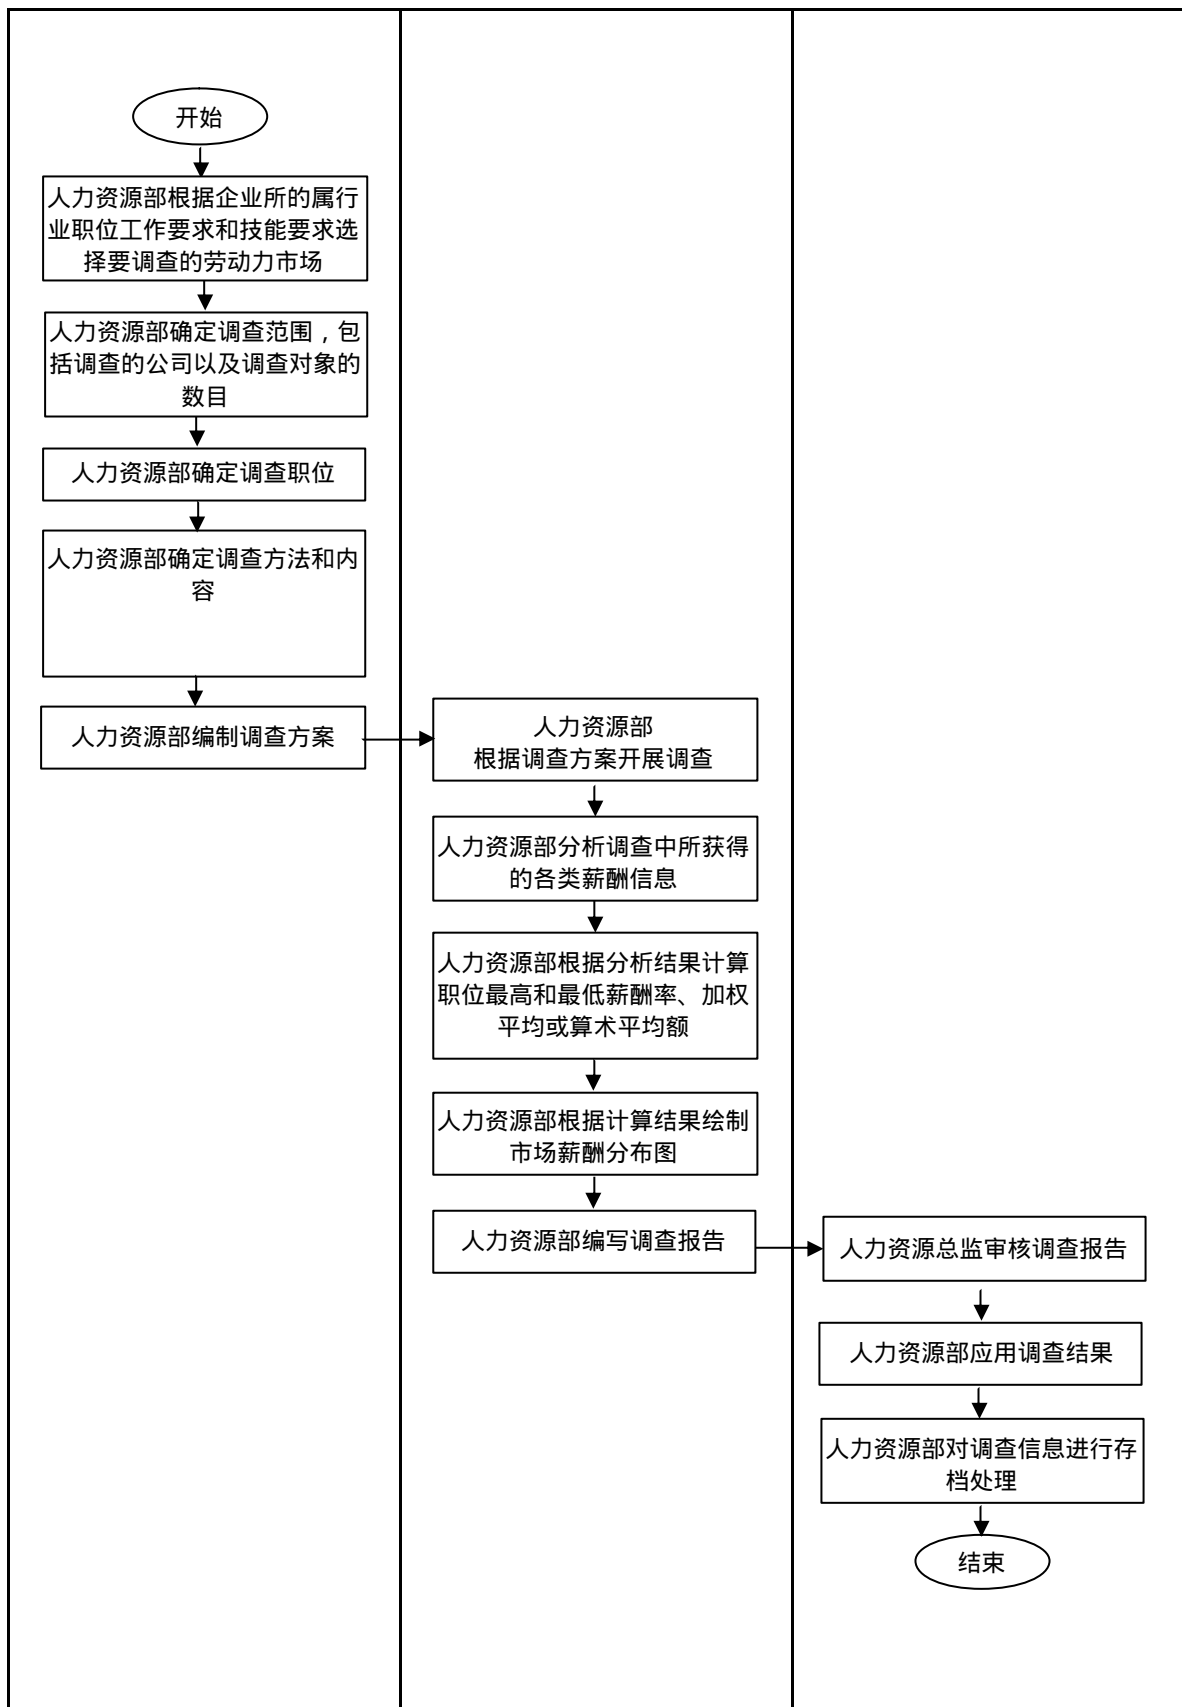 开始
人力资源部根据企业所的属行
业职位工作要求和技能要求选
择要调查的劳动力市场
人力资源部确定调查范围，包
括调查的公司以及调查对象的
数目
人力资源部确定调查职位
人力资源部确定调查方法和内
容
人力资源部编制调查方案
人力资源部
根据调查方案开展调查
人力资源部分析调查中所获得
的各类薪酬信息
人力资源部根据分析结果计算
职位最高和最低薪酬率、加权
平均或算术平均额
人力资源部根据计算结果绘制
市场薪酬分布图
人力资源部编写调查报告
人力资源总监审核调查报告
人力资源部应用调查结果
人力资源部对调查信息进行存
档处理
结束